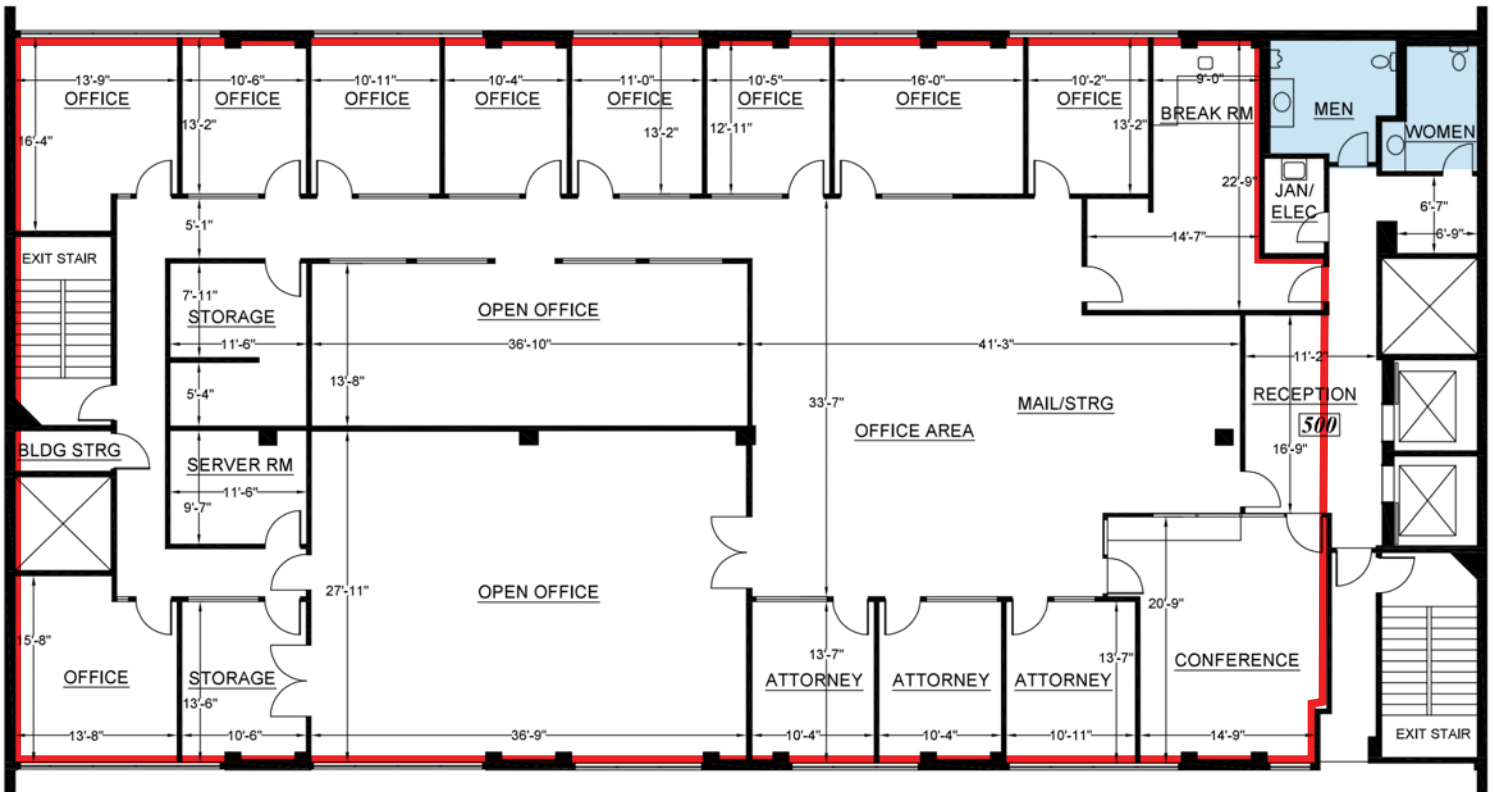 13'-9"
OFFICE
16'-4"
10'-6"
OFFICE
13'-2"
10'-11"
OFFICE
10'-4"
OFFICE
11'-0"
OFFICE
13'-2"
10'-5"
OFFICE
12'-11"
16'-0"
OFFICE
10'-2"
OFFICE
13'-2"
9'-0"
BREAK RM
22'-9"
14'-7"
MEN
WOMEN
JAN/
ELEC
6'-7"
6'-9"
5'-1"
EXIT STAIR
7'-11"
STORAGE
11'-6"
5'-4"
OPEN OFFICE
36'-10"
13'-8"
41'-3"
33'-7"
MAIL/STRG
OFFICE AREA
11'-2"
RECEPTION
500
16'-9"
BLDG STRG
SERVER RM
11'-6"
9'-7"
27'-11"
OPEN OFFICE
36'-9"
15'-8"
OFFICE
13'-8"
STORAGE
13'-6"
10'-6"
13'-7"
ATTORNEY
10'-4"
ATTORNEY
10'-4"
13'-7"
ATTORNEY
10'-11"
20'-9"
CONFERENCE
14'-9"
EXIT STAIR